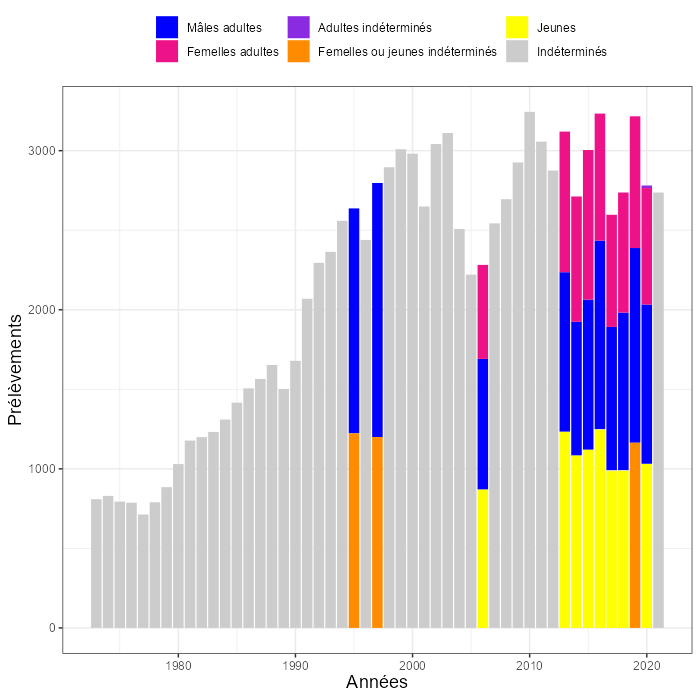 Mâles adultes
Adultes indéterminés
Jeunes
Femelles adultes
Femelles ou jeunes indéterminés
Indéterminés
3000
2000
1000
0
Prélèvements
1980
1990
2000
2010
2020
Années